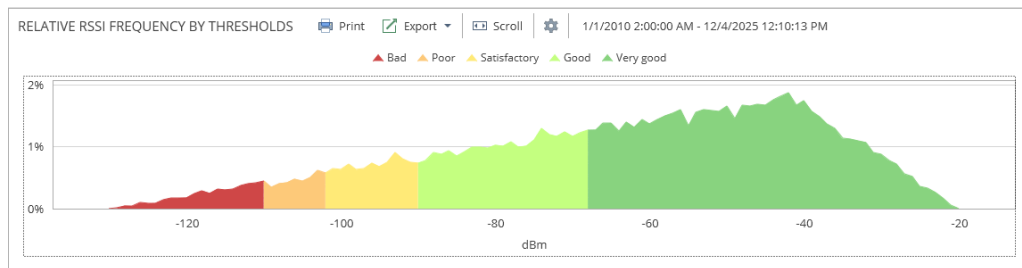 RELATIVE RSSI FREQUENCY BY THRESHOLDS Print Export Scroll 1/1/2010 2:00:00 AM - 12/4/2025 12:10:13 PM
Bad Poor Satisfactory Good Very good
2%
1%
0%
-120 -100 -80 -60 -40 -20
dBm